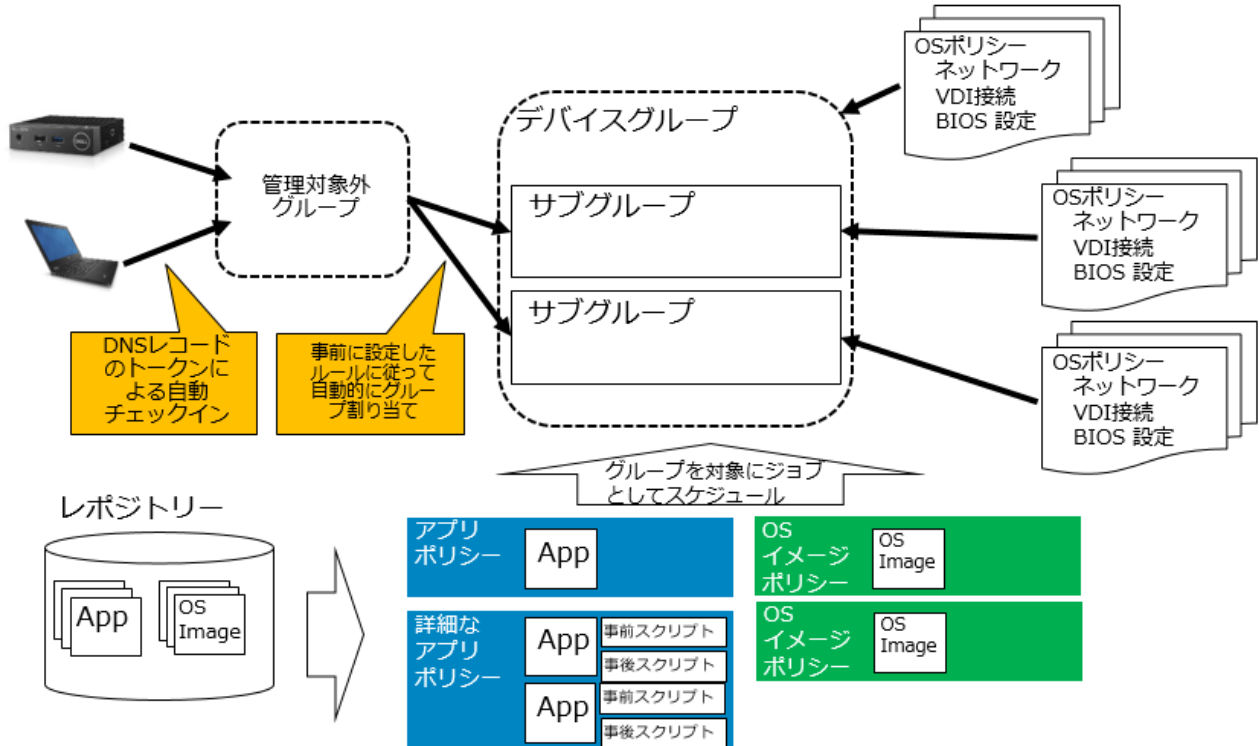 OSポリシー
ネットワーク
VDI接続
BIOS 設定
デバイスグループ
管理対象外
グループ
サブグループ
OSポリシー
ネットワーク
VDI接続
BIOS 設定
サブグループ
DNSレコード
のトークンに
よる自動
チェックイン
事前に設定した
ルールに従って
自動的にグルー
プ割り当て
OSポリシー
ネットワーク
VDI接続
BIOS 設定
グループを対象にジョブ
としてスケジュール
レポジトリー
App
OS
Image
アプリ
ポリシー
App
OS
イメージ
ポリシー
OS
Image
詳細な
アプリ
ポリシー
App
事前スクリプト
事後スクリプト
App
事前スクリプト
事後スクリプト
OS
イメージ
ポリシー
OS
Image